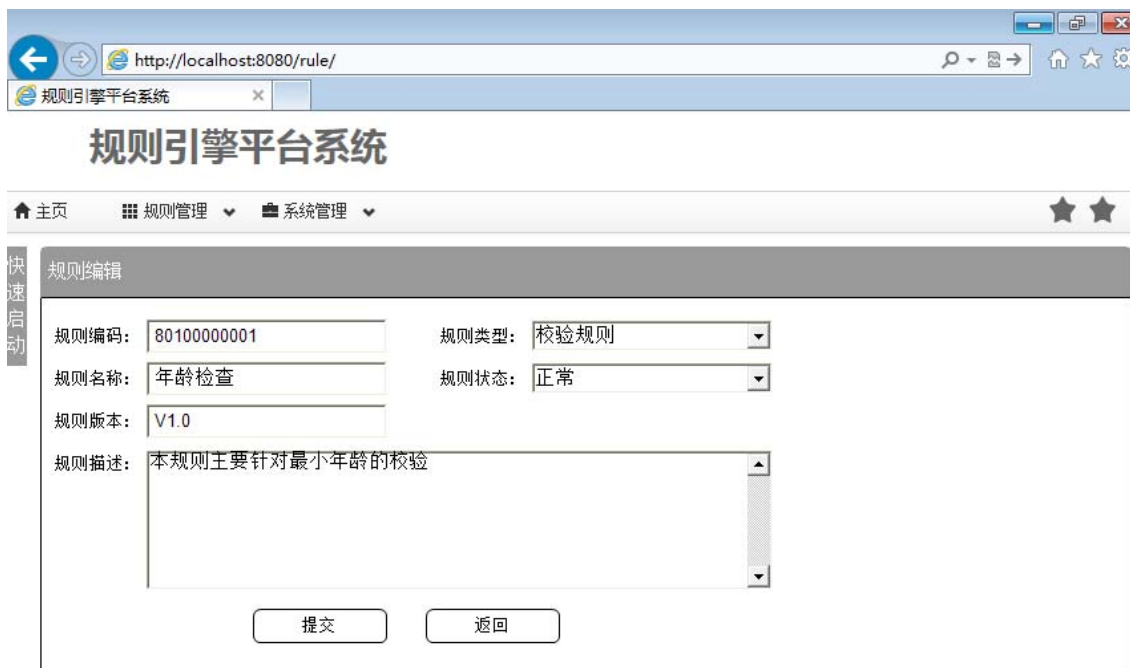 http://localhost:8080/rule/
规则引擎平台系统
规则引擎平台系统
主页 规则管理 系统管理
快速启动
规则编辑
规则编码： 80100000001 规则类型： 校验规则
规则名称： 年龄检查 规则状态： 正常
规则版本： V1.0
规则描述： 本规则主要针对最小年龄的校验
提交 返回